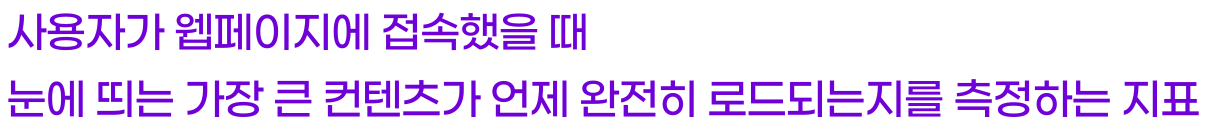 사용자가 웹페이지에 접속했을 때
눈에 띄는 가장 큰 컨텐츠가 언제 완전히 로드되는지를 측정하는 지표